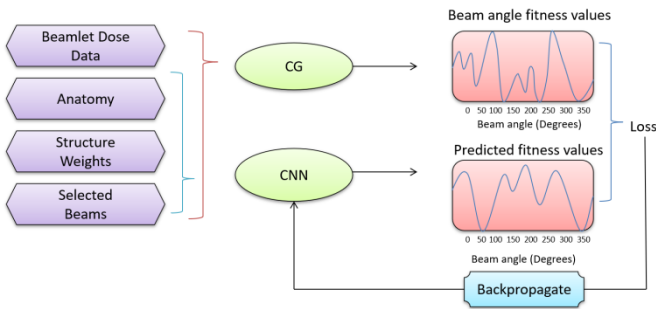 Beamlet Dose
Data
Anatomy
Structure
Weights
Selected
Beams
CG
CNN
Beam angle fitness values
0 50 100 150 200 250 300 350
Beam angle (Degrees)
Predicted fitness values
0 50 100 150 200 250 300 350
Beam angle (Degrees)
Loss
Backpropagate